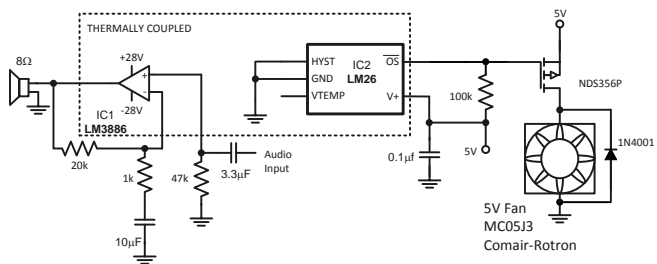 THERMALLY COUPLED
5V
8Ω
+28V
+
-
-28V
IC1
LM3886
HYST
GND
VTEMP
IC2
LM26
OS
V+
NDS356P
100k
5V
0.1µf
1N4001
20k
1k
47k
3.3µF
Audio
Input
10µF
5V Fan
MC05J3
Comair-Rotron